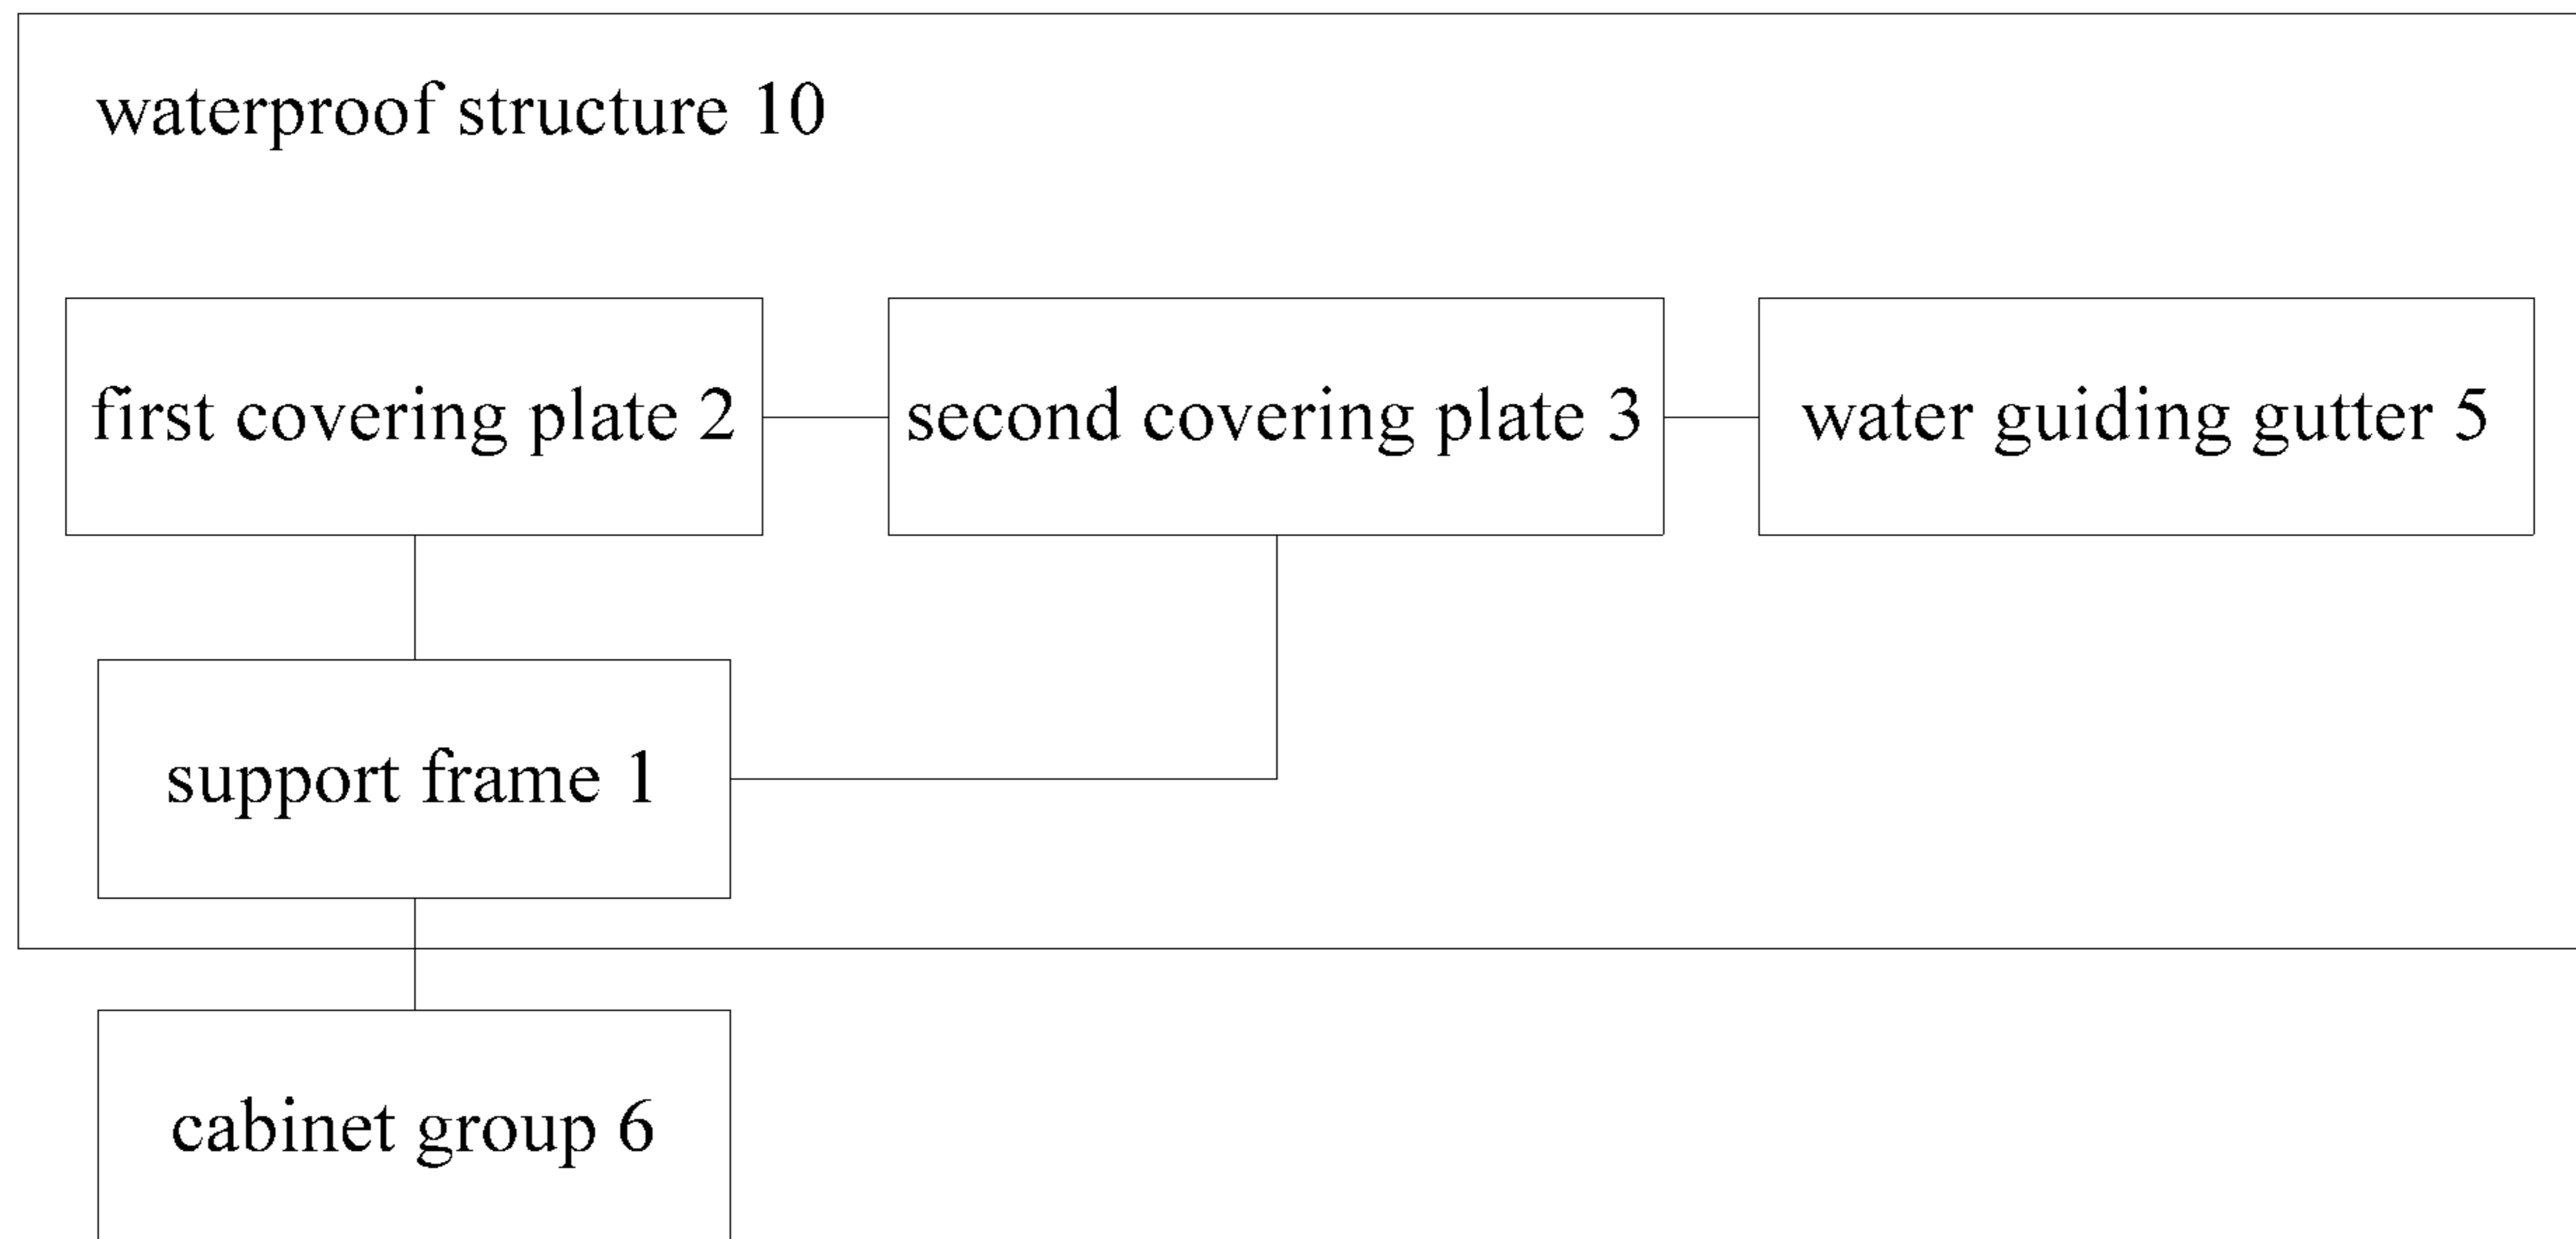 waterproof structure 10
first covering plate 2
second covering plate 3
water guiding gutter 5
support frame 1
cabinet group 6